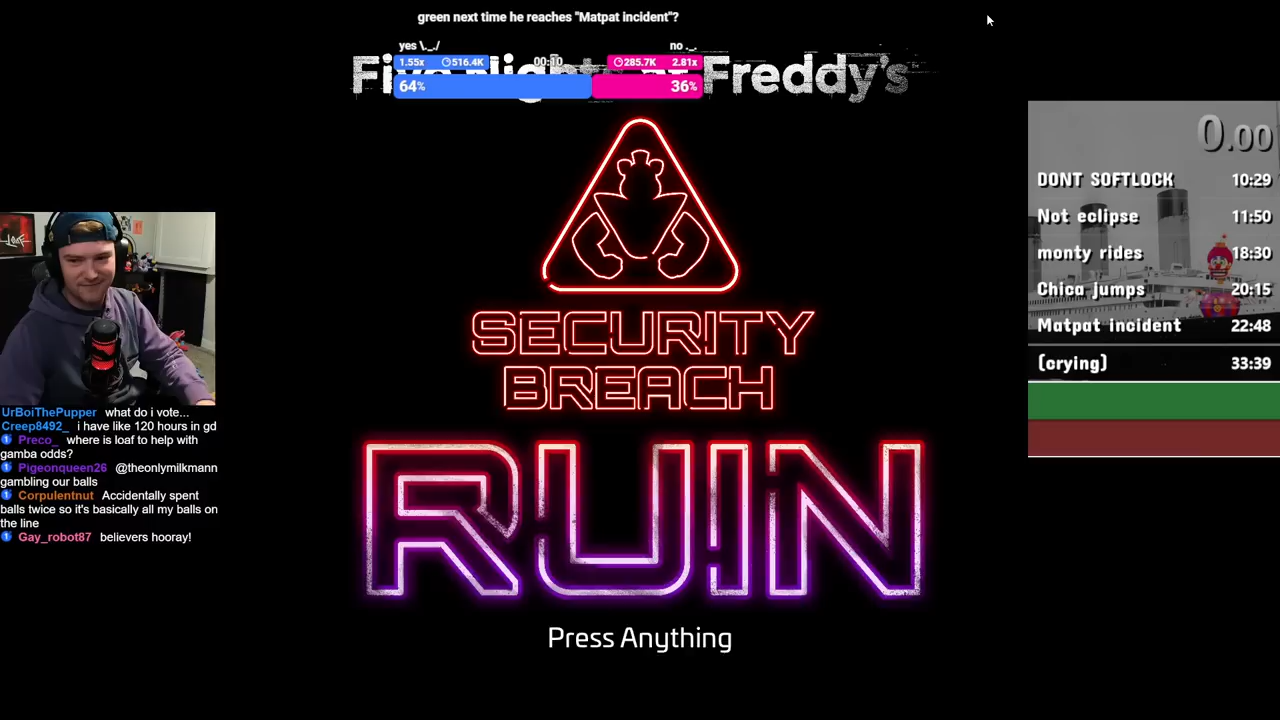 green next time he reaches "Matpat incident"?
yes \._./
no ._.
1.55x 516.4K
00:10
285.7K 2.81x
64%
36%
Five Nights at Freddy's
SECURITY
BREACH
RUIN
Press Anything
0.00
DONT SOFTLOCK 10:29
Not eclipse 11:50
monty rides 18:30
Chica jumps 20:15
Matpat incident 22:48
(crying) 33:39
UrBoiThePupper what do i vote...
Creep8492_ i have like 120 hours in gd
Preco_ where is loaf to help with
gamba odds?
Pigeonqueen26 @theonlymilkmann
gambling our balls
Corpulentnut Accidentally spent
balls twice so it's basically all my balls on
the line
Gay_robot87 believers hooray!